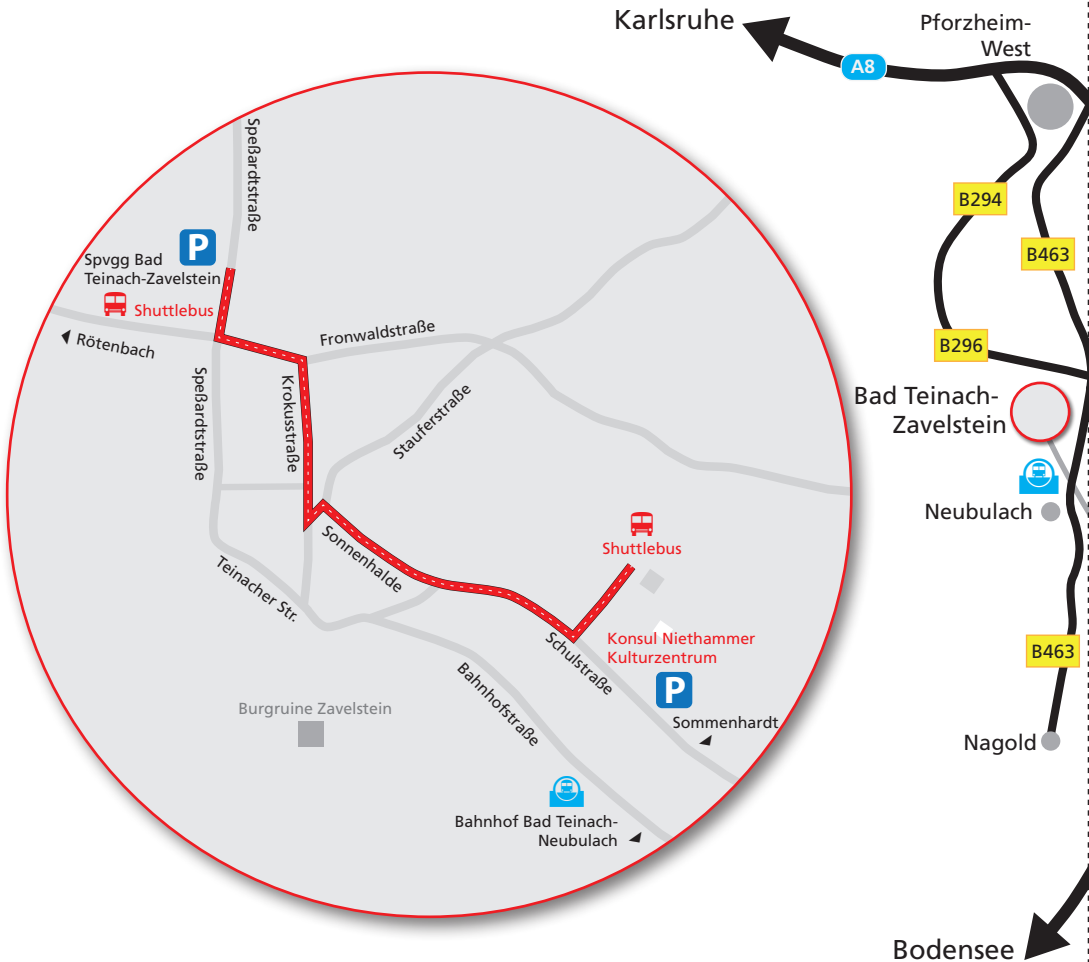 Karlsruhe
Pforzheim-
West
A8
Speßardtstraße
P
Spvgg Bad
Teinach-Zavelstein
Shuttlebus
Rötenbach
Fronwaldstraße
Speßardtstraße
Krokusstraße
Stauferstraße
B294
B463
B296
Bad Teinach-
Zavelstein
Neubulach
Sonnenhalde
Shuttlebus
Teinacher Str.
Schulstraße
Konsul Niethammer
Kulturzentrum
P
Sommenhardt
Bahnhofstraße
Burgruine Zavelstein
Bahnhof Bad Teinach-
Neubulach
B463
Nagold
Bodensee